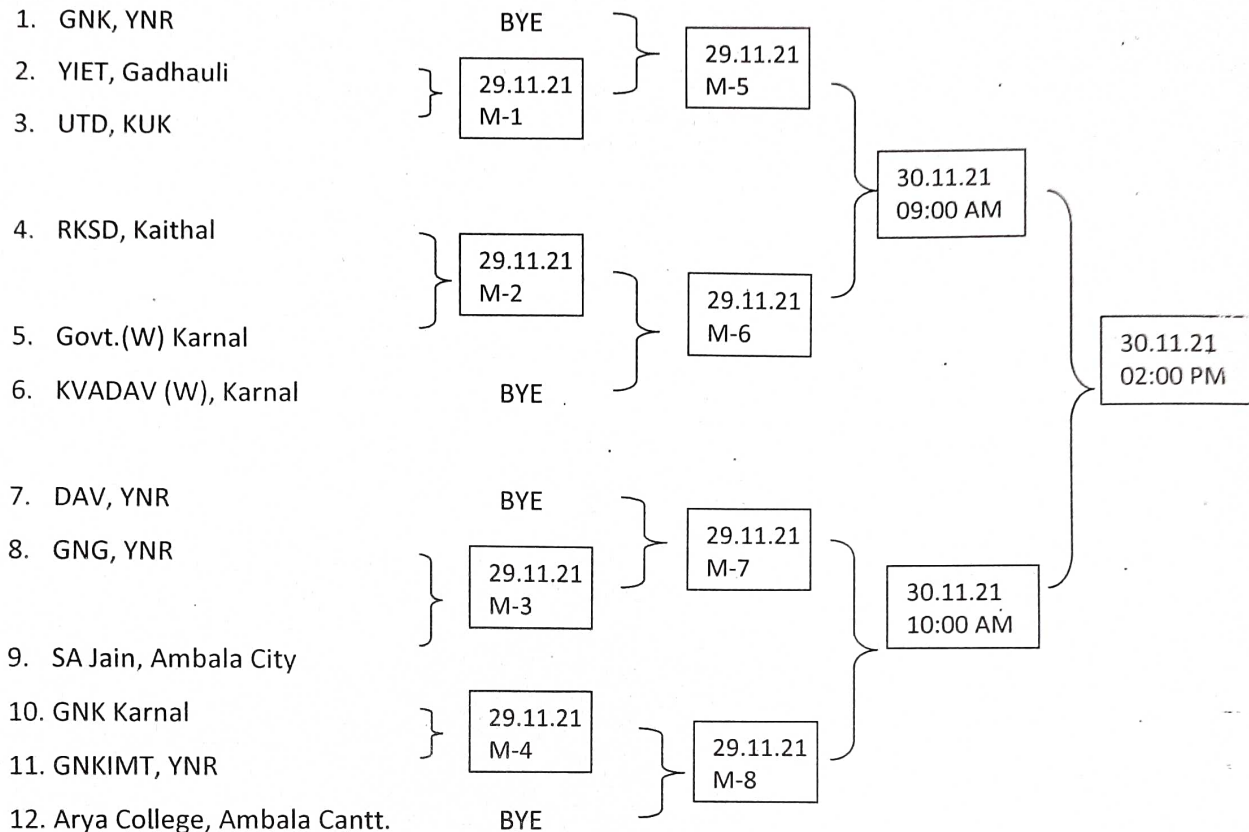 1. GNK, YNR BYE
29.11.21
M-5
2. YIET, Gadhauli
29.11.21
M-1
3. UTD, KUK
30.11.21
09:00 AM
4. RKSD, Kaithal
29.11.21
M-2
29.11.21
M-6
5. Govt.(W) Karnal
30.11.21
02:00 PM
6. KVADAV (W), Karnal BYE
7. DAV, YNR BYE
29.11.21
M-7
8. GNG, YNR
29.11.21
M-3
30.11.21
10:00 AM
9. SA Jain, Ambala City
10. GNK Karnal
29.11.21
M-4
29.11.21
M-8
11. GNKIMT, YNR
12. Arya College, Ambala Cantt. BYE